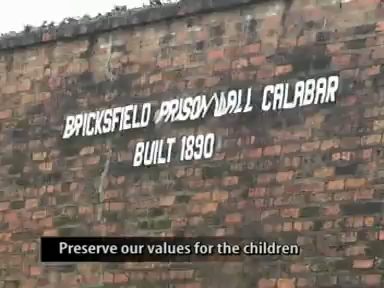 BRICKSFIELD PRISON WALL CALABAR
BUILT 1890
Preserve our values for the children